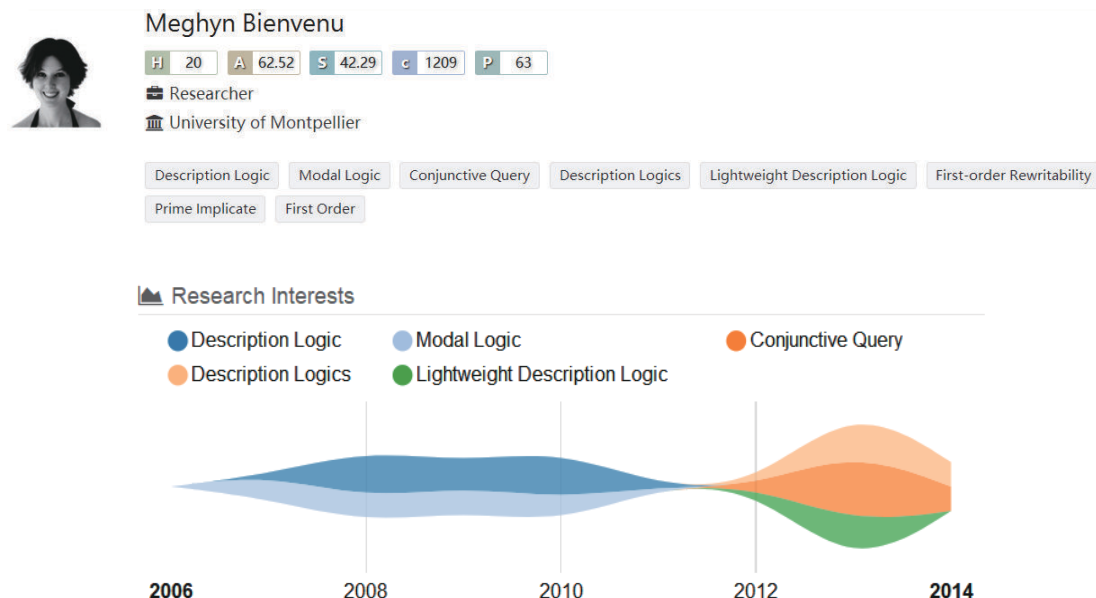 Meghyn Bienvenu
H 20 A 62.52 S 42.29 c 1209 P 63
Researcher
University of Montpellier
Description Logic Modal Logic Conjunctive Query Description Logics Lightweight Description Logic First-order Rewritability
Prime Implicate First Order
Research Interests
Description Logic Modal Logic Conjunctive Query
Description Logics Lightweight Description Logic
2006 2008 2010 2012 2014